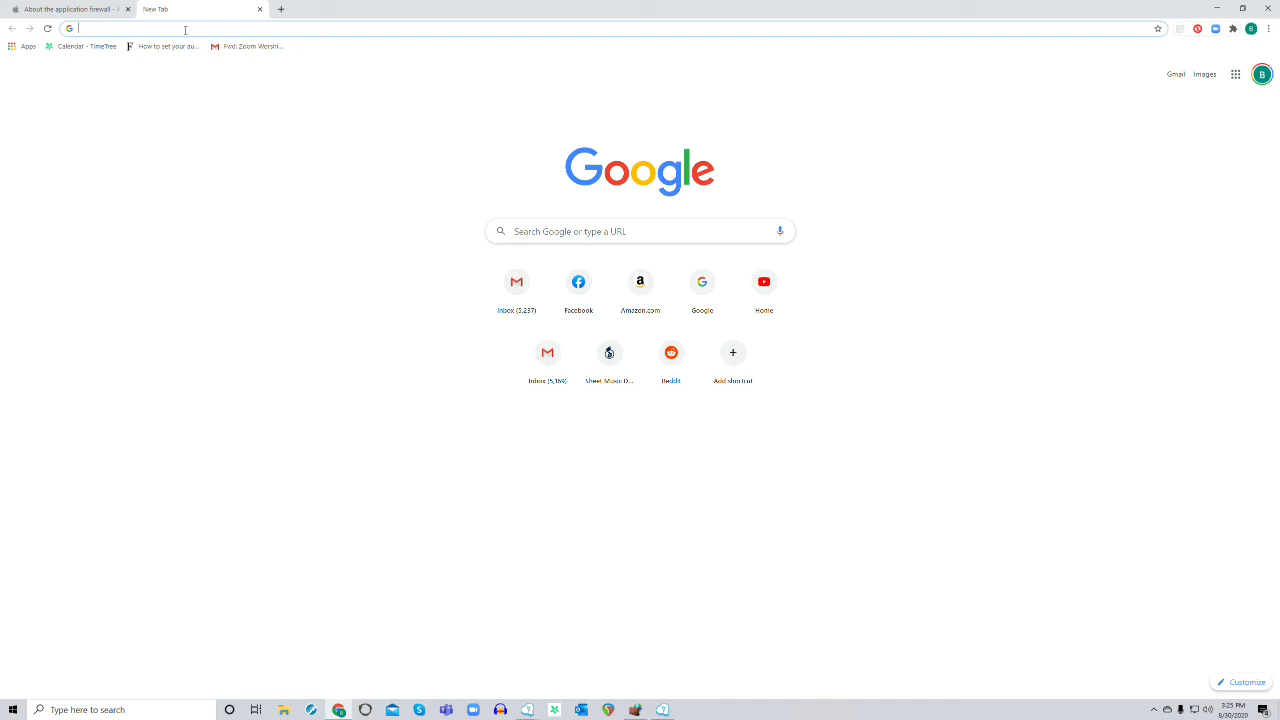 About the application firewall - A
New Tab
Apps
Calendar - TimeTree
How to set your au...
Fwd: Zoom Worshi...
B
Gmail
Images
B
Google
Search Google or type a URL
Inbox (5,237)
Facebook
Amazon.com
Google
Home
Inbox (5,169)
Sheet Music D...
Reddit
Add shortcut
Customize
Type here to search
3:25 PM
8/30/2020